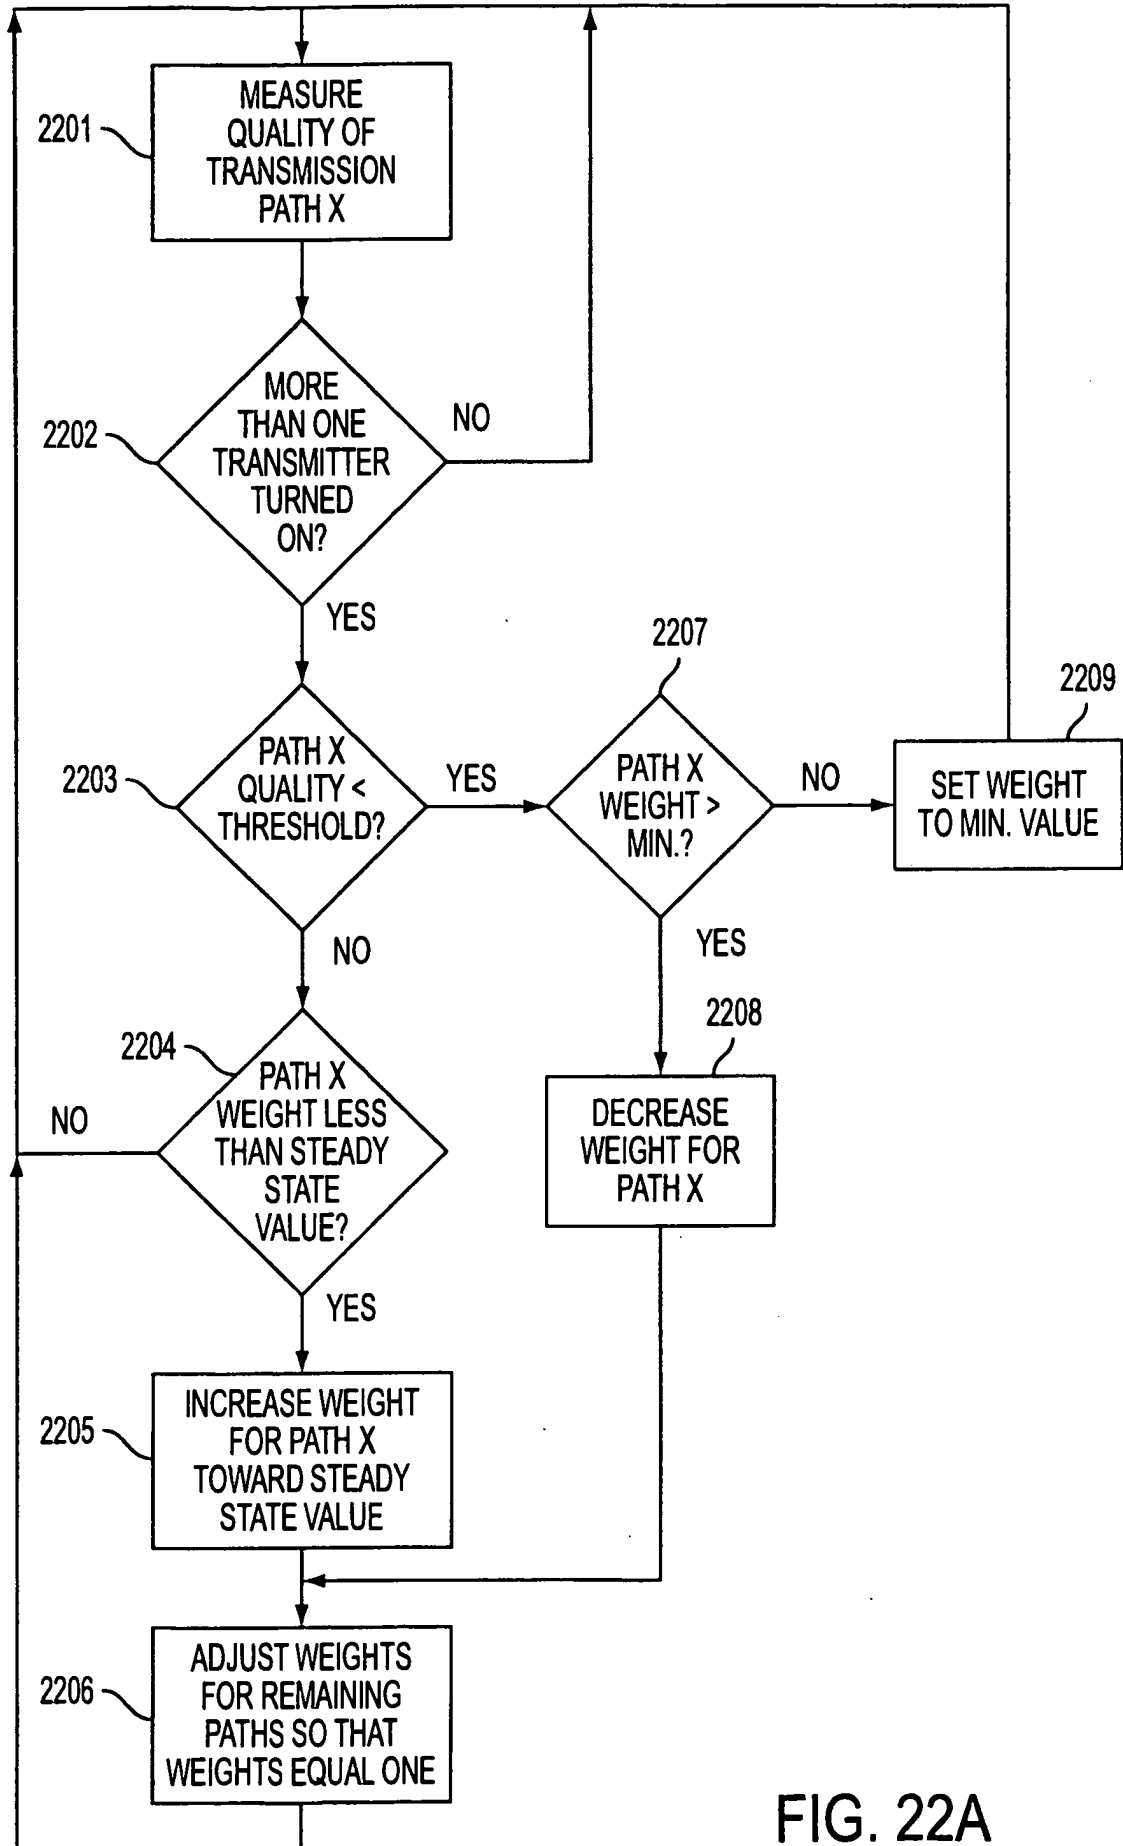 MEASURE
QUALITY OF
TRANSMISSION
PATH X
2201
MORE
THAN ONE
TRANSMITTER
TURNED
ON?
2202
NO
YES
PATH X
QUALITY <
THRESHOLD?
2203
YES
NO
2207
PATH X
WEIGHT >
MIN.?
NO
YES
2209
SET WEIGHT
TO MIN. VALUE
2204
PATH X
WEIGHT LESS
THAN STEADY
STATE
VALUE?
NO
YES
2208
DECREASE
WEIGHT FOR
PATH X
2205
INCREASE WEIGHT
FOR PATH X
TOWARD STEADY
STATE VALUE
2206
ADJUST WEIGHTS
FOR REMAINING
PATHS SO THAT
WEIGHTS EQUAL ONE
FIG. 22A